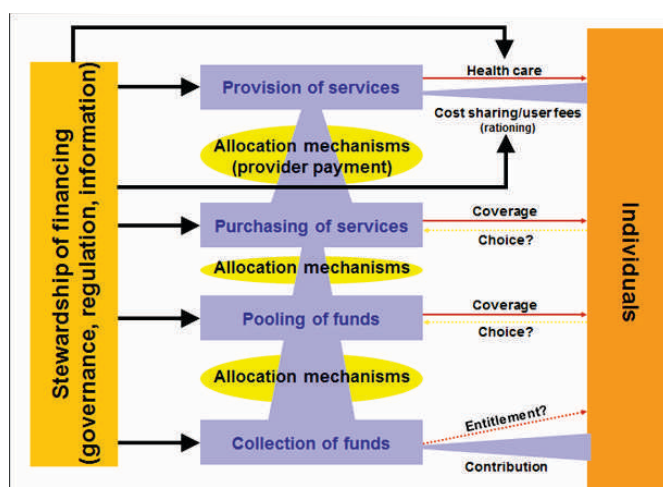 Stewardship of financing
(governance, regulation, information)
Provision of services
Allocation mechanisms
(provider payment)
Purchasing of services
Allocation mechanisms
Pooling of funds
Allocation mechanisms
Collection of funds
Health care
Cost sharing/user fees
(rationing)
Coverage
Choice?
Coverage
Choice?
Entitlement?
Contribution
Individuals